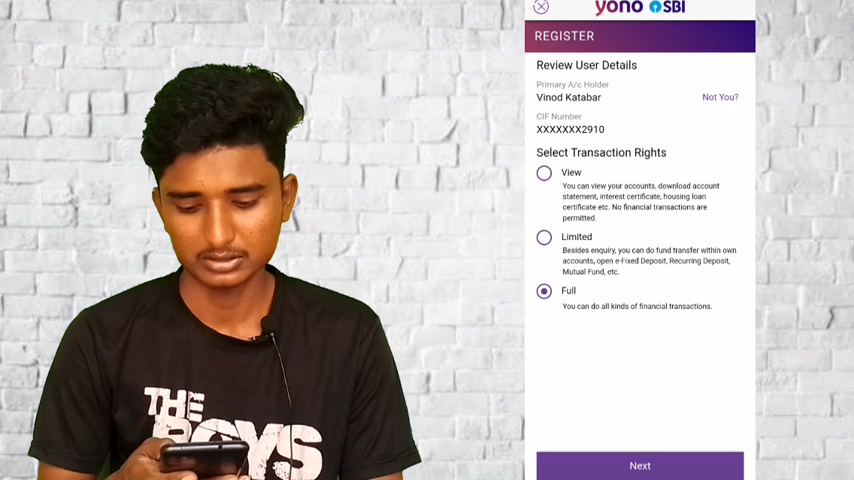 yono SBI
REGISTER
Review User Details
Primary A/c Holder
Vinod Katabar
Not You?
CIF Number
XXXXXXX2910
Select Transaction Rights
View
You can view your accounts, download account
statement, interest certificate, housing loan
certificate etc. No financial transactions are
permitted.
Limited
Besides enquiry, you can do fund transfer within own
accounts, open e-Fixed Deposit, Recurring Deposit,
Mutual Fund, etc.
Full
You can do all kinds of financial transactions.
Next
THE
BOYS